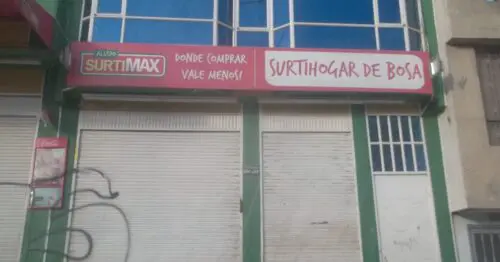 ALIADO
SURTIMAX
DONDE COMPRAR
VALE MENOS!
SURTIHOGAR DE BOSA